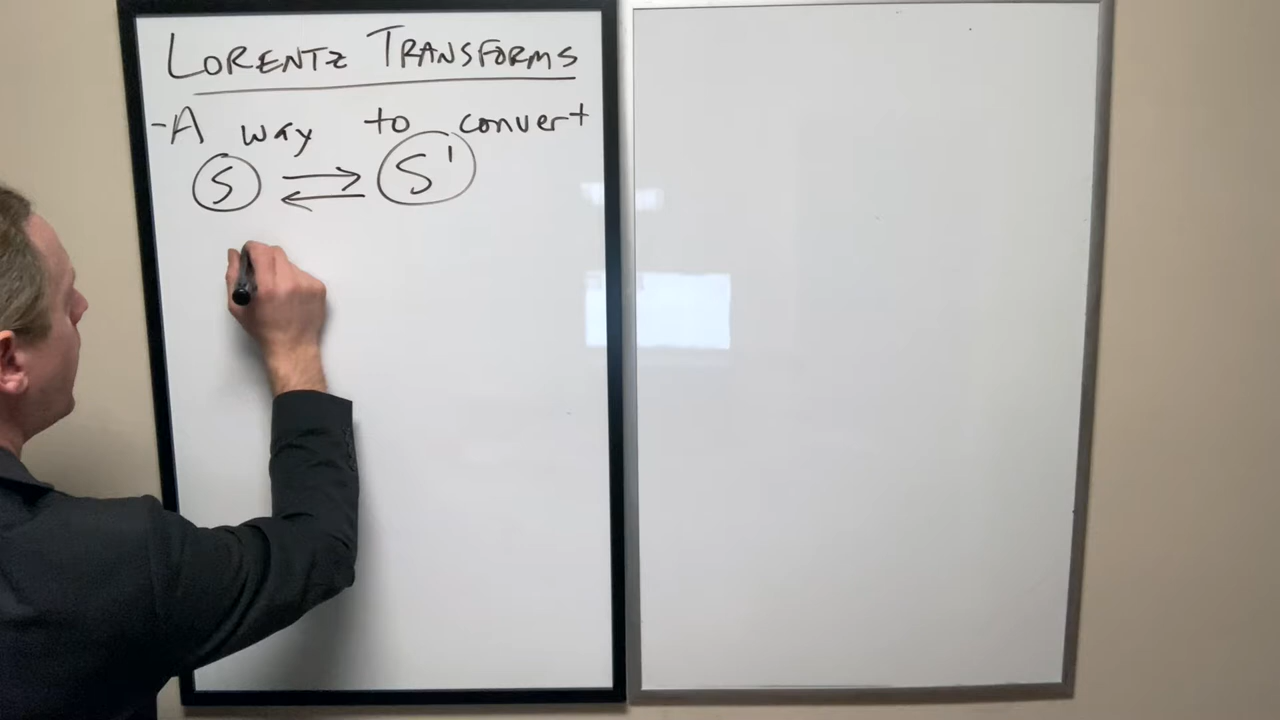 LORENTZ TRANSFORMS
-A way to convert
S ⇄ S'